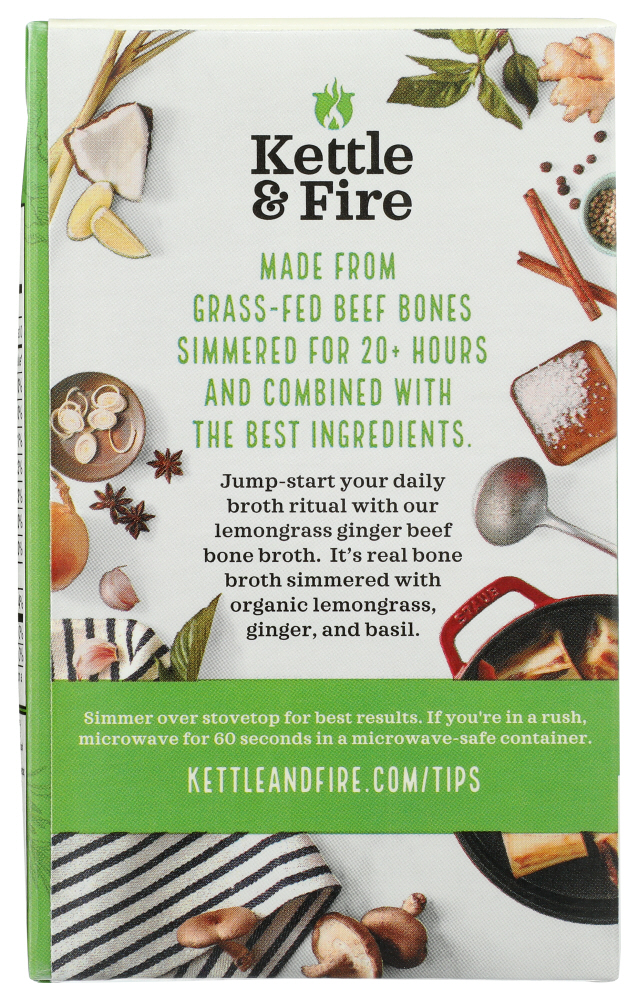 Kettle
& Fire
MADE FROM
GRASS-FED BEEF BONES
SIMMERED FOR 20+ HOURS
AND COMBINED WITH
THE BEST INGREDIENTS.
Jump-start your daily
broth ritual with our
lemongrass ginger beef
bone broth. It's real bone
broth simmered with
organic lemongrass,
ginger, and basil.
STAUB
Simmer over stovetop for best results. If you're in a rush,
microwave for 60 seconds in a microwave-safe container.
KETTLEANDFIRE.COM/TIPS